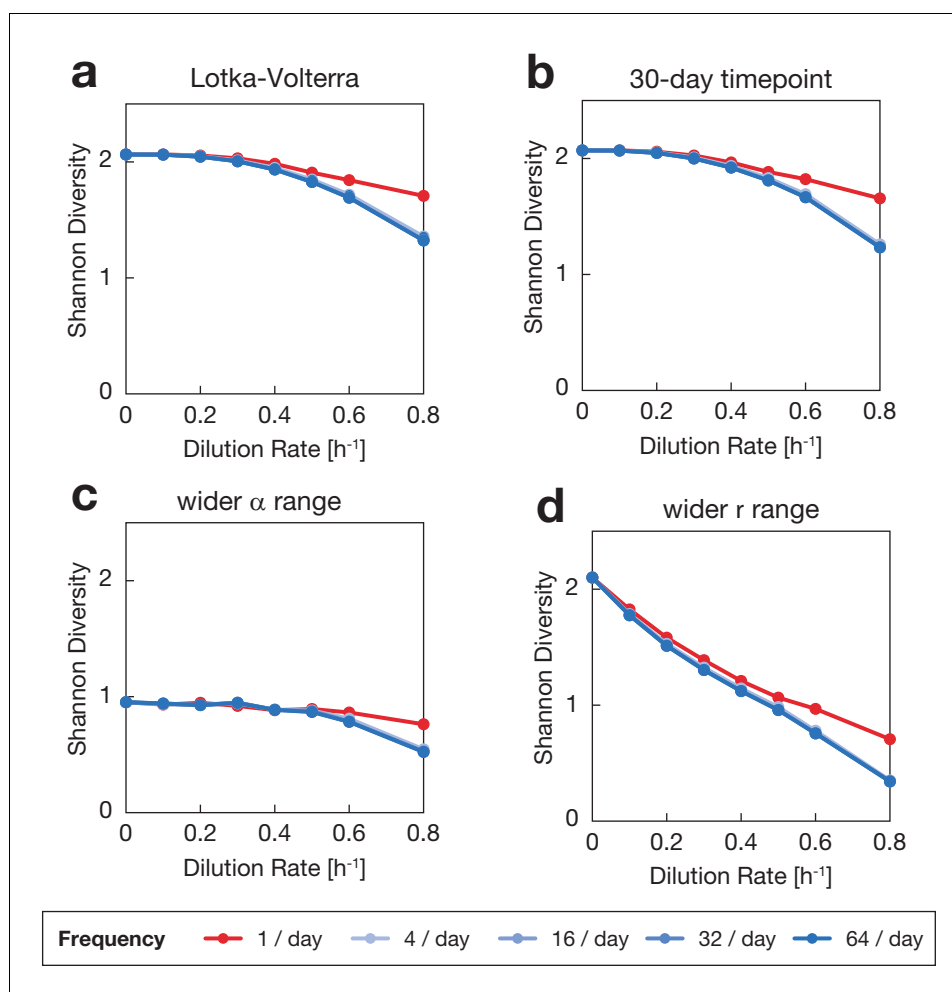 a
Lotka-Volterra
2
1
0
Shannon Diversity
0 0.2 0.4 0.6 0.8
Dilution Rate [h⁻¹]
b
30-day timepoint
2
1
0
Shannon Diversity
0 0.2 0.4 0.6 0.8
Dilution Rate [h⁻¹]
c
wider α range
2
1
0
Shannon Diversity
0 0.2 0.4 0.6 0.8
Dilution Rate [h⁻¹]
d
wider r range
2
1
0
Shannon Diversity
0 0.2 0.4 0.6 0.8
Dilution Rate [h⁻¹]
Frequency 1 / day 4 / day 16 / day 32 / day 64 / day